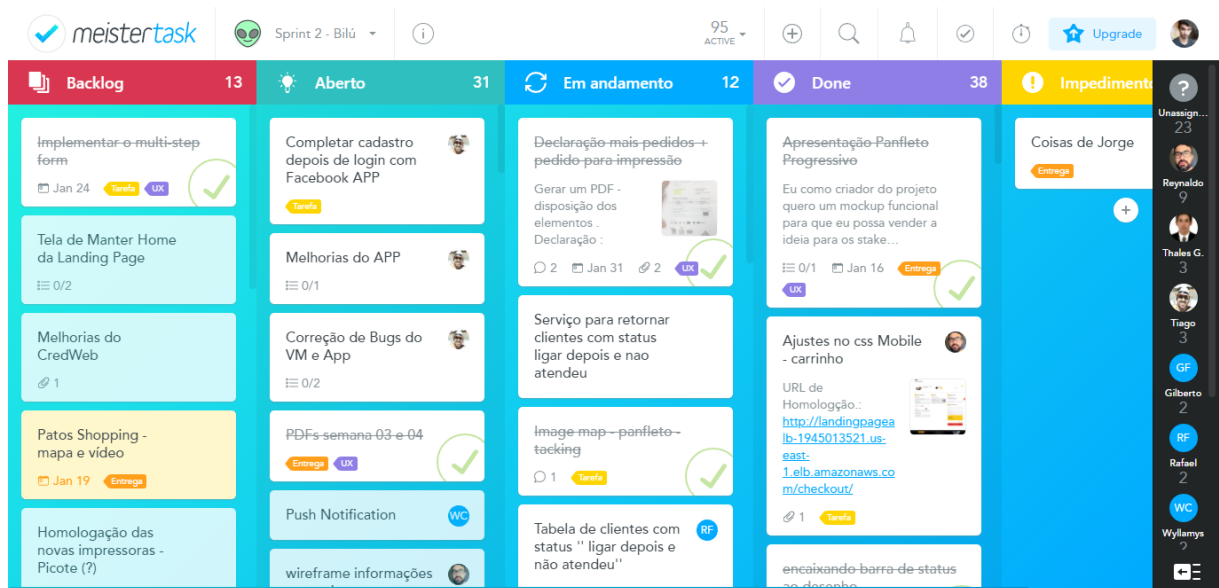 meistertask
Sprint 2 - Bilú
95
ACTIVE
Upgrade
Backlog 13
Implementar o multi-step
form
Jan 24 Tarefa UX
Tela de Manter Home
da Landing Page
0/2
Melhorias do
CredWeb
1
Patos Shopping -
mapa e vídeo
Jan 19 Entrega
Homologação das
novas impressoras -
Picote (?)
Aberto 31
Completar cadastro
depois de login com
Facebook APP
Tarefa
Melhorias do APP
0/1
Correção de Bugs do
VM e App
0/2
PDFs semana 03 e 04
Entrega UX
Push Notification WC
wireframe informações
Em andamento 12
Declaração mais pedidos +
pedido para impressão
Gerar um PDF -
disposição dos
elementos .
Declaração :
2 Jan 31 2 UX
Serviço para retornar
clientes com status
ligar depois e nao
atendeu
Image map - panfleto -
tacking
1 Tarefa
Tabela de clientes com RF
status '' ligar depois e
não atendeu''
Done 38
Apresentação Panfleto
Progressivo
Eu como criador do projeto
quero um mockup funcional
para que eu possa vender a
ideia para os stake...
0/1 Jan 16 Entrega
UX
Ajustes no css Mobile
- carrinho
URL de
Homologção.:
http://landingpagea
lb-1945013521.us-
east-
1.elb.amazonaws.co
m/checkout/
1 Tarefa
encaixando barra de status
ao desenho
Impedimento
Coisas de Jorge
Entrega
?
Unassign...
23
Reynaldo
9
Thales G.
3
Tiago
3
GF
Gilberto
2
RF
Rafael
2
WC
Wyllamys